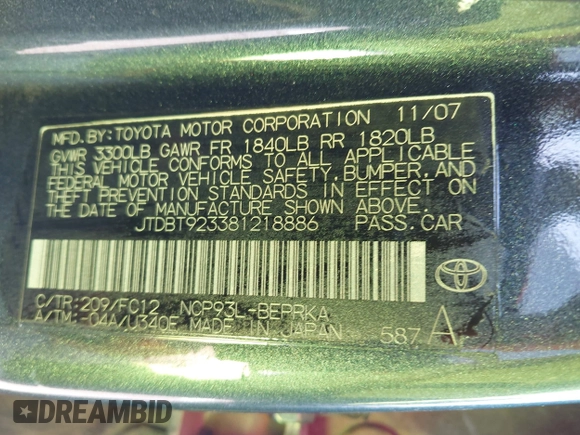 MFD. BY: TOYOTA MOTOR CORPORATION 11/07
GVWR 3300LB GAWR FR 1840LB RR 1820LB
THIS VEHICLE CONFORMS TO ALL APPLICABLE
FEDERAL MOTOR VEHICLE SAFETY, BUMPER, AND
THEFT PREVENTION STANDARDS IN EFFECT ON
THE DATE OF MANUFACTURE SHOWN ABOVE.
JTDBT923381218886 PASS. CAR
C/TR: 209/FC12 NCP93L-BEPRKA
A/TM: -04A/U340E MADE IN JAPAN 587 A
DREAMBID